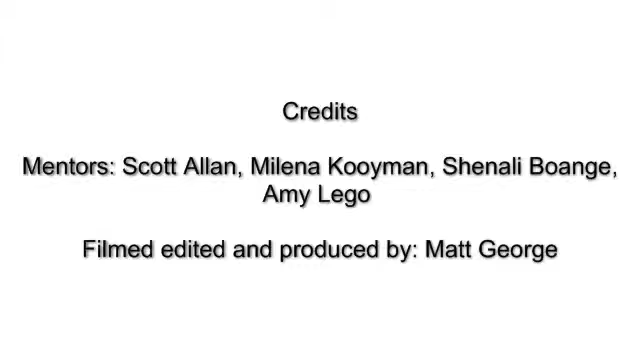 Credits
Mentors: Scott Allan, Milena Kooyman, Shenali Boange,
Amy Lego
Filmed edited and produced by: Matt George